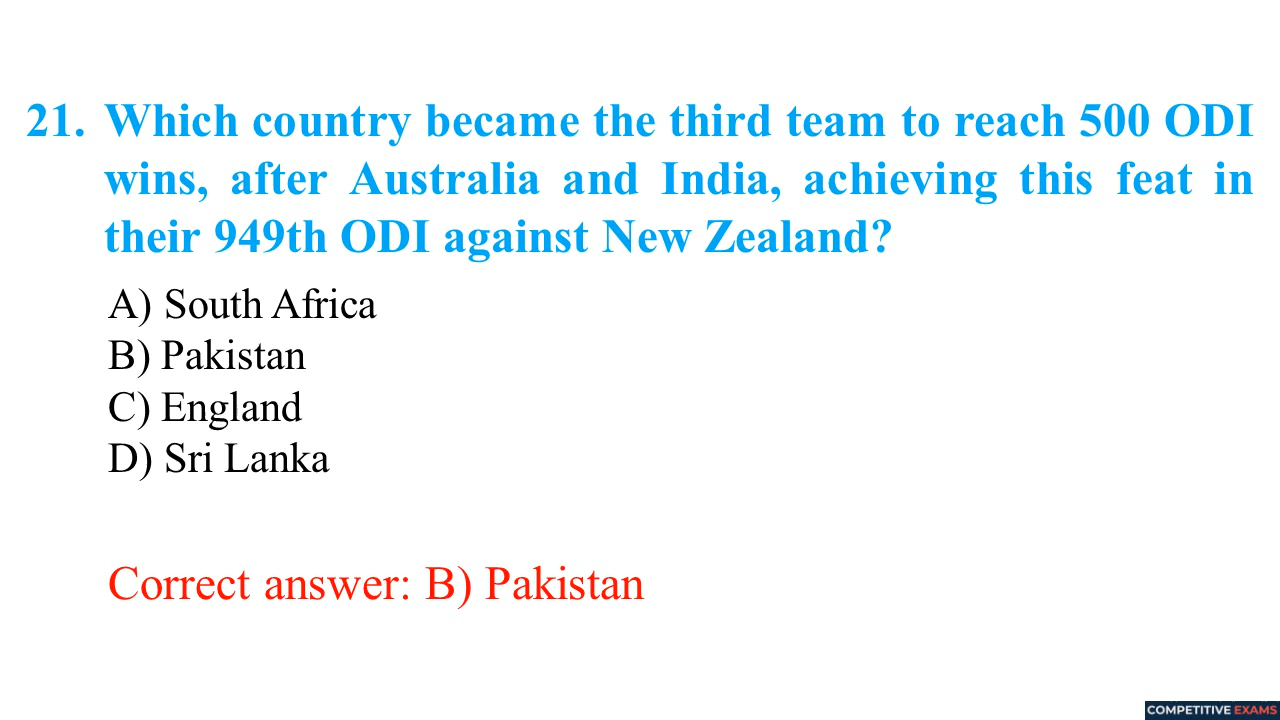 21. Which country became the third team to reach 500 ODI
wins, after Australia and India, achieving this feat in
their 949th ODI against New Zealand?
A) South Africa
B) Pakistan
C) England
D) Sri Lanka
Correct answer: B) Pakistan
COMPETITIVE EXAMS